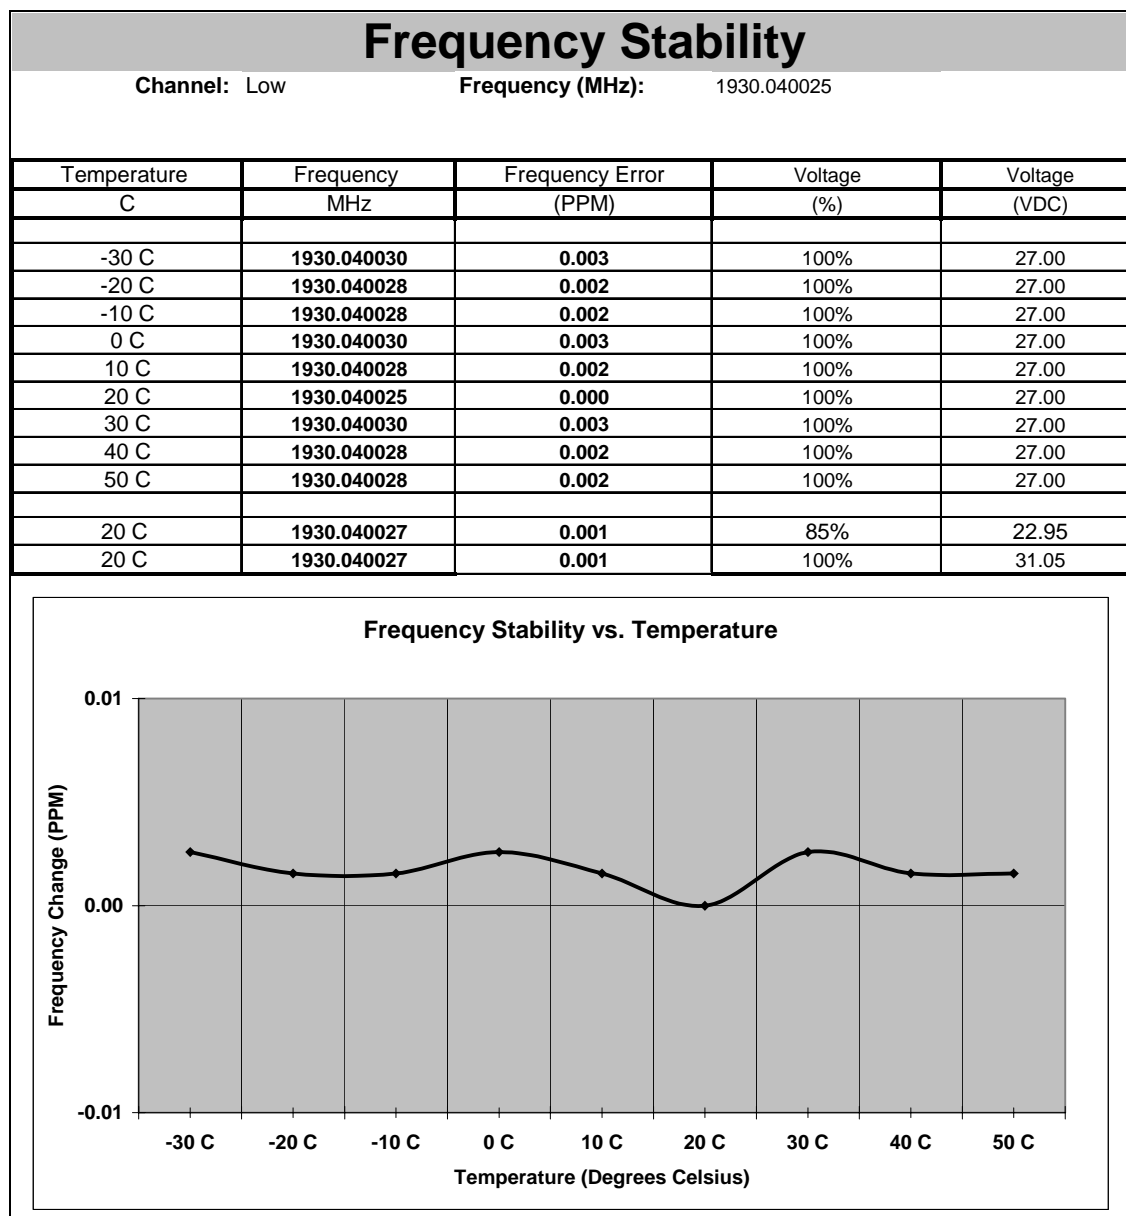 Frequency Stability
Channel: Low Frequency (MHz): 1930.040025
Temperature Frequency Frequency Error Voltage Voltage
C MHz (PPM) (%) (VDC)
-30 C 1930.040030 0.003 100% 27.00
-20 C 1930.040028 0.002 100% 27.00
-10 C 1930.040028 0.002 100% 27.00
0 C 1930.040030 0.003 100% 27.00
10 C 1930.040028 0.002 100% 27.00
20 C 1930.040025 0.000 100% 27.00
30 C 1930.040030 0.003 100% 27.00
40 C 1930.040028 0.002 100% 27.00
50 C 1930.040028 0.002 100% 27.00
20 C 1930.040027 0.001 85% 22.95
20 C 1930.040027 0.001 100% 31.05
Frequency Stability vs. Temperature
Frequency Change (PPM)
0.01
0.00
-0.01
-30 C -20 C -10 C 0 C 10 C 20 C 30 C 40 C 50 C
Temperature (Degrees Celsius)